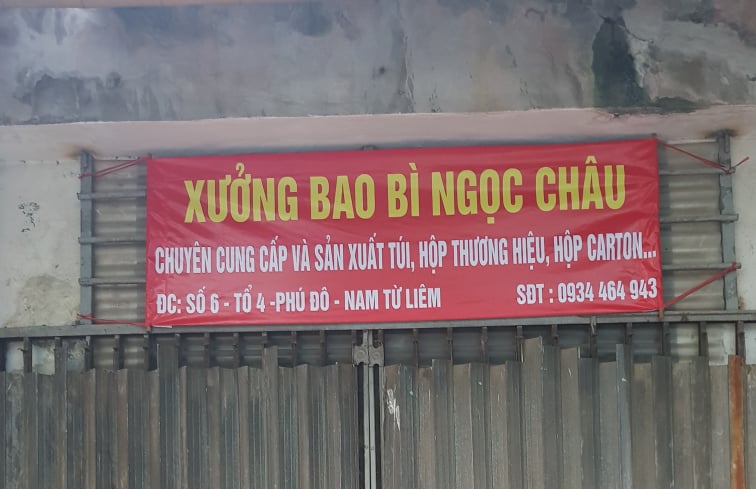 XƯỞNG BAO BÌ NGỌC CHÂU
CHUYÊN CUNG CẤP VÀ SẢN XUẤT TÚI, HỘP THƯƠNG HIỆU, HỘP CARTON...
ĐC: SỐ 6 - TỔ 4 -PHÚ ĐÔ - NAM TỪ LIÊM SĐT : 0934 464 943